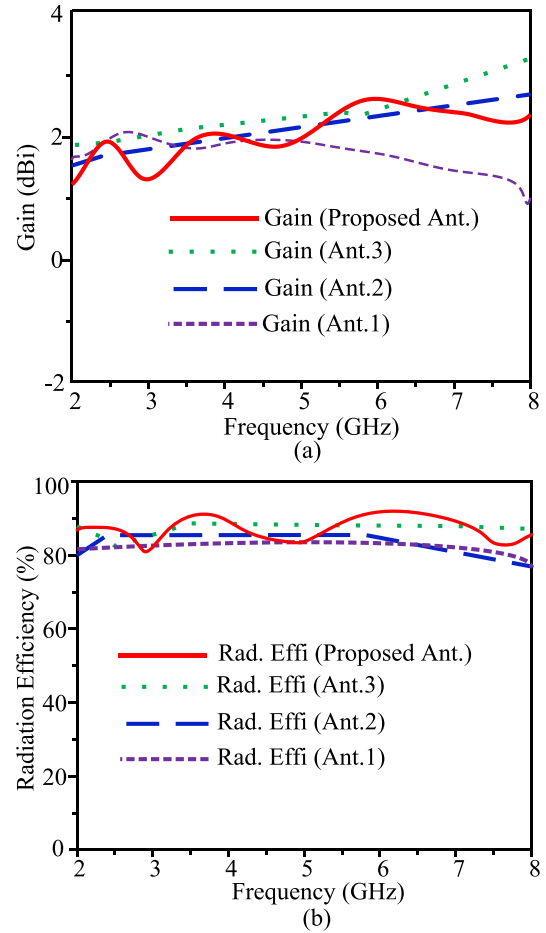 4
2
0
-2
Gain (dBi)
Gain (Proposed Ant.)
Gain (Ant.3)
Gain (Ant.2)
Gain (Ant.1)
2 3 4 5 6 7 8
Frequency (GHz)
(a)
100
80
60
40
20
0
Radiation Efficiency (%)
Rad. Effi (Proposed Ant.)
Rad. Effi (Ant.3)
Rad. Effi (Ant.2)
Rad. Effi (Ant.1)
2 3 4 5 6 7 8
Frequency (GHz)
(b)